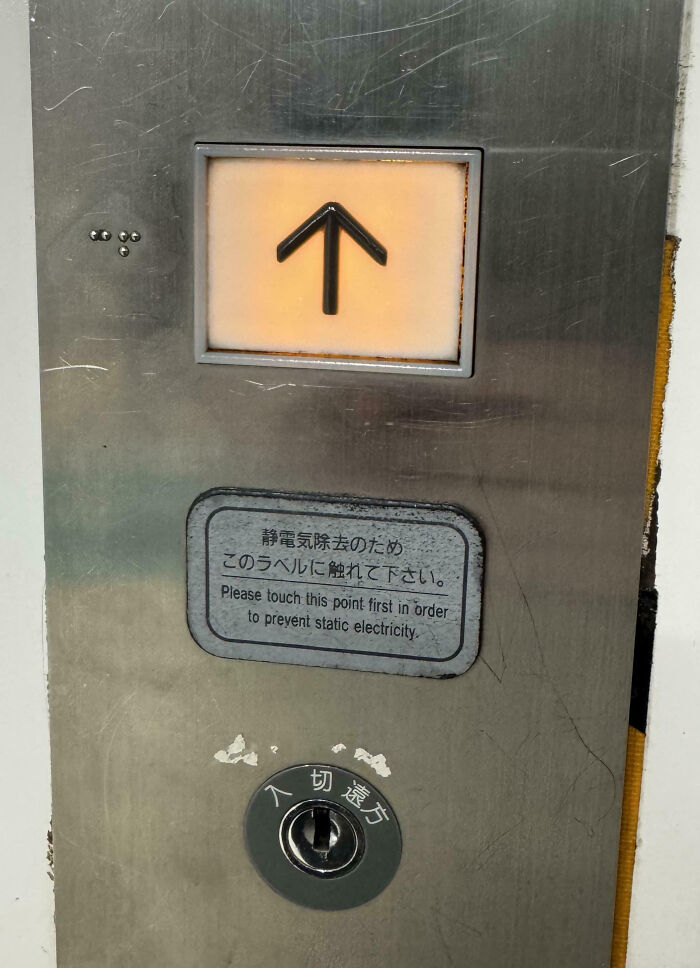 静電気除去のため
このラベルに触れて下さい。
Please touch this point first in order
to prevent static electricity.
入 切 遠方